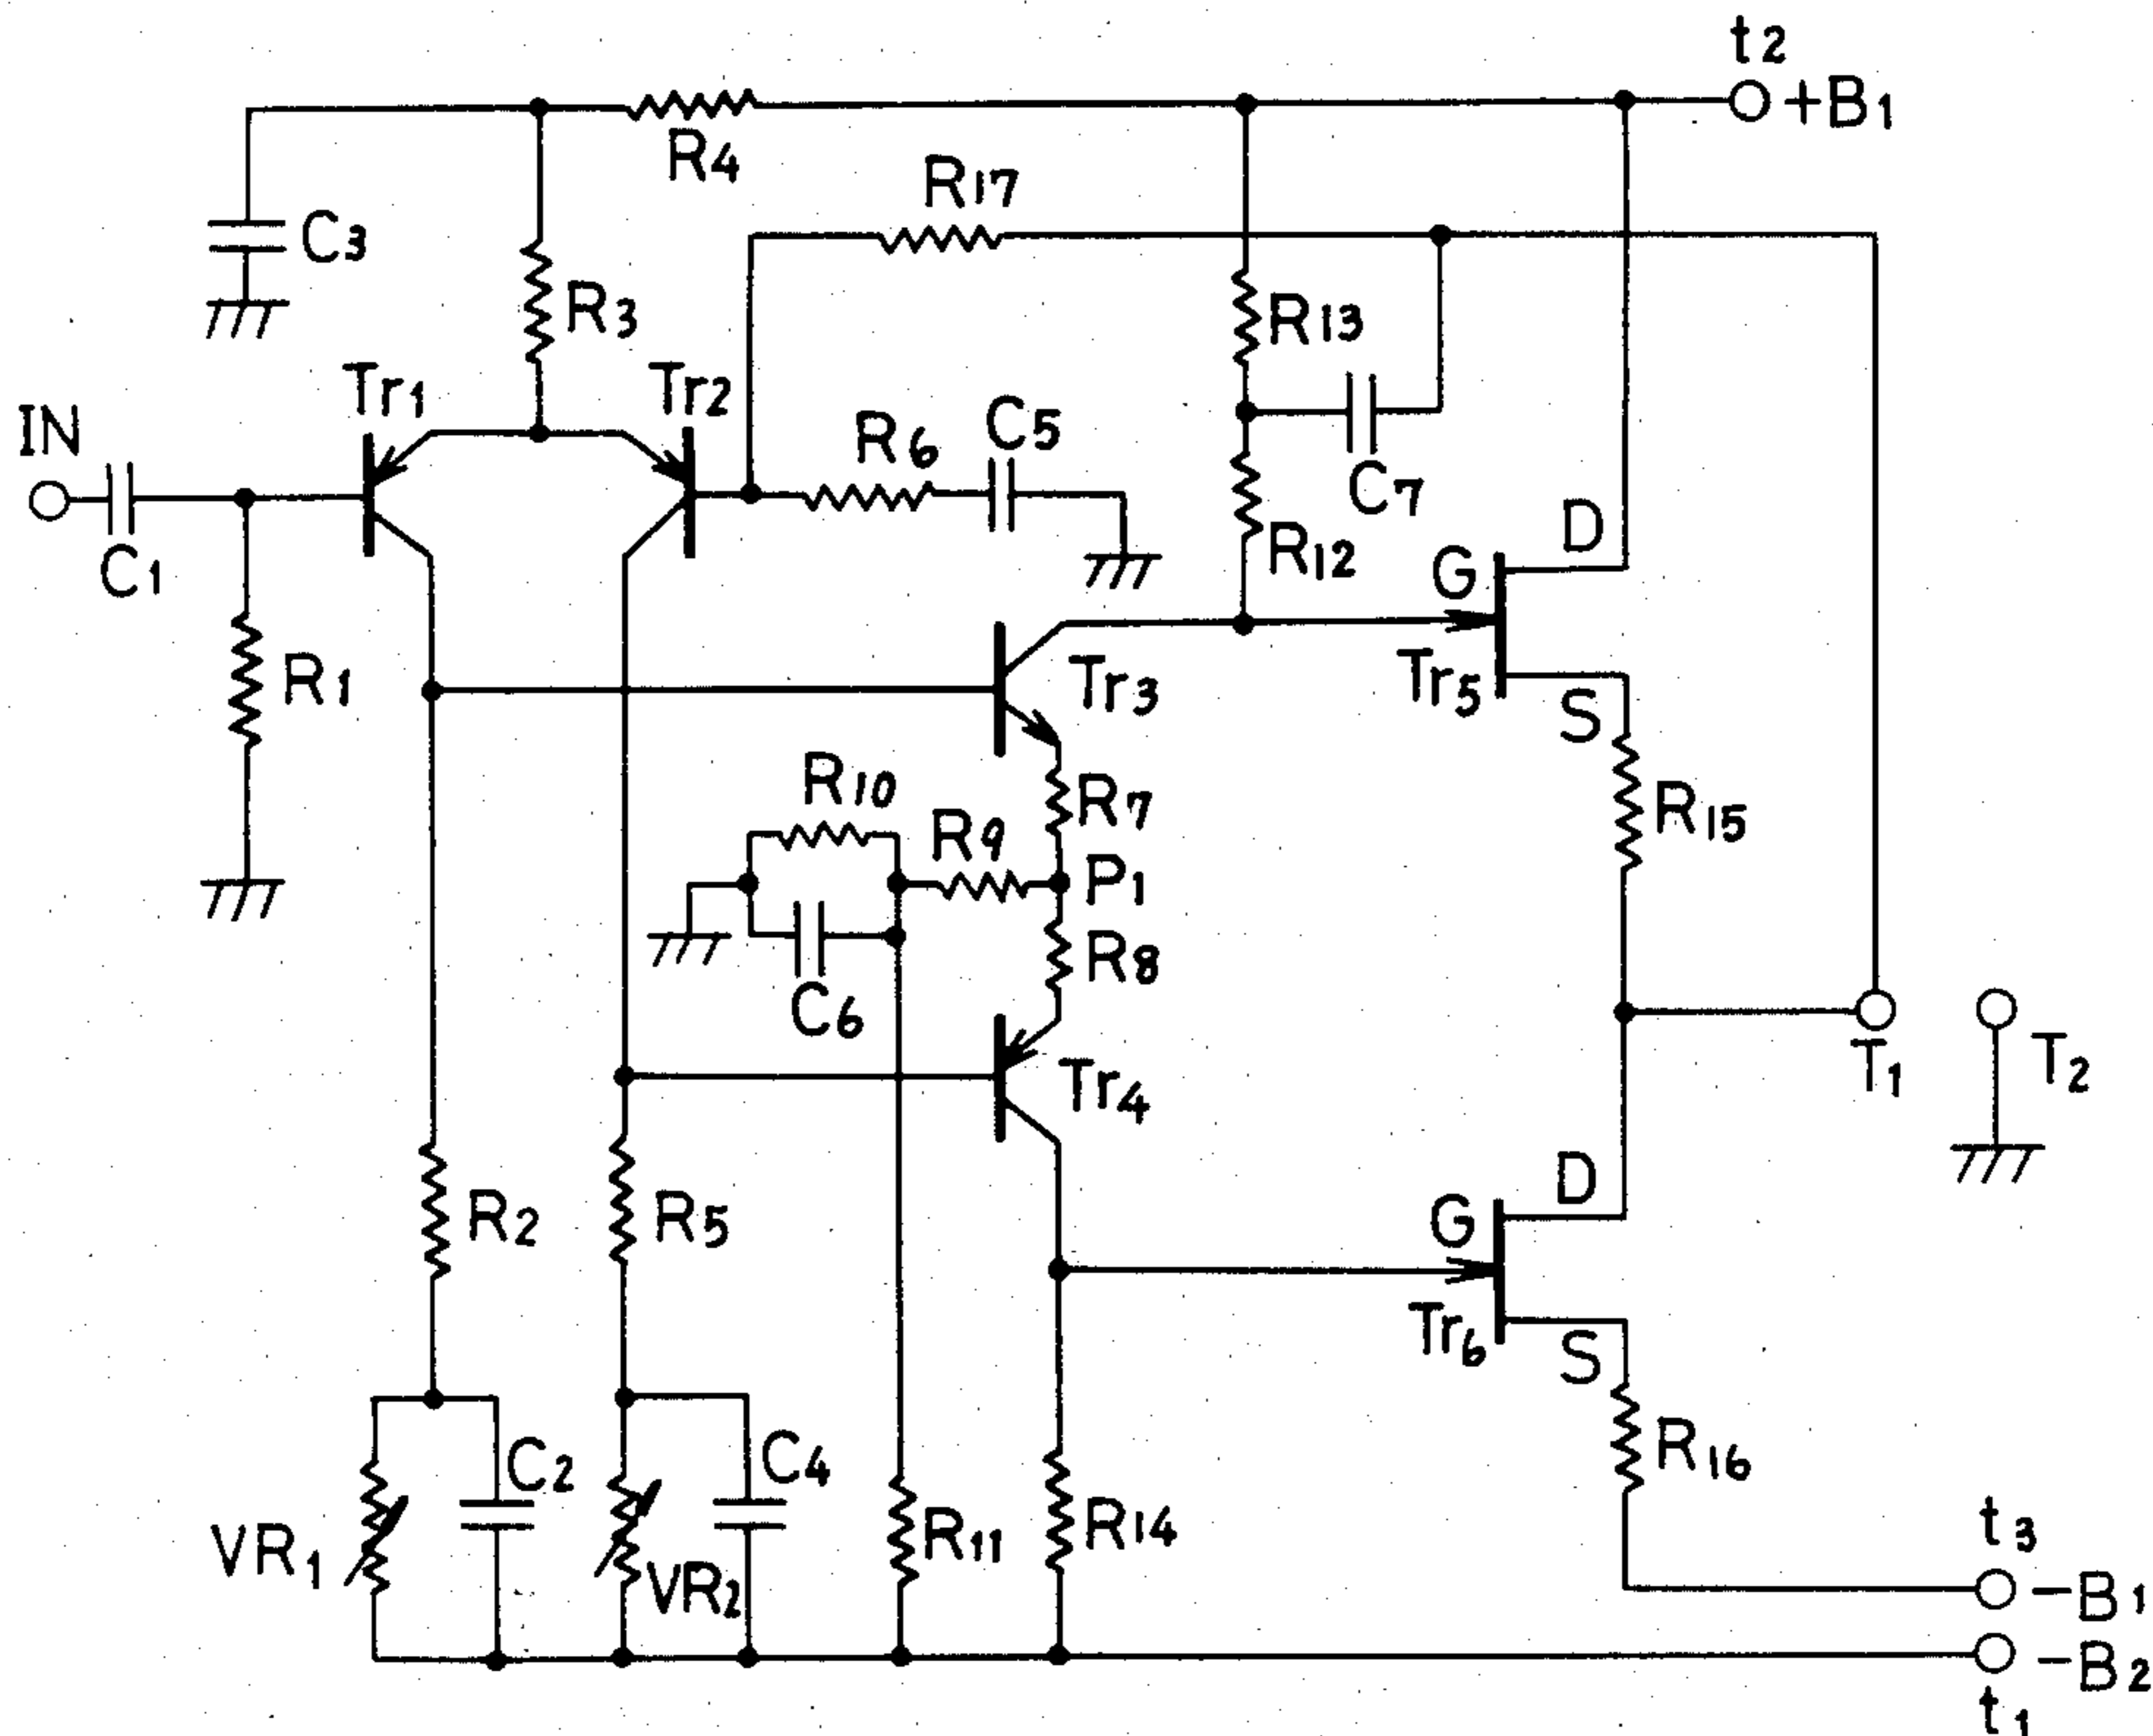 t2
+B1
R4
R17
C3
R3
R13
Tr1
Tr2
IN
R6
C5
C7
C1
R12
D
G
R1
Tr3
Tr5
S
R10
R7
R15
R9
P1
R8
C6
T1
T2
Tr4
R2
R5
D
G
Tr6
S
C2
C4
R16
VR1
VR2
R11
R14
t3
-B1
-B2
t1